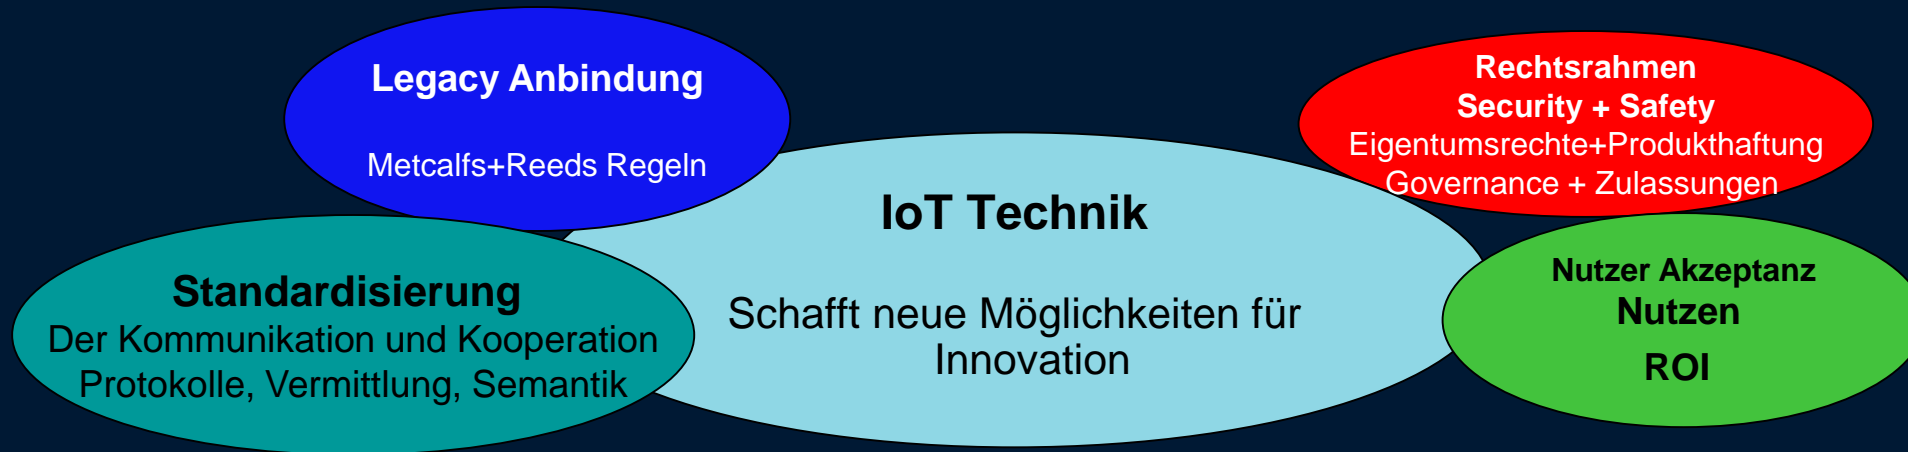 Legacy Anbindung
Metcalfs+Reeds Regeln
Standardisierung
Der Kommunikation und Kooperation
Protokolle, Vermittlung, Semantik
IoT Technik
Schafft neue Möglichkeiten für
Innovation
Rechtsrahmen
Security + Safety
Eigentumsrechte+Produkthaftung
Governance + Zulassungen
Nutzer Akzeptanz
Nutzen
ROI